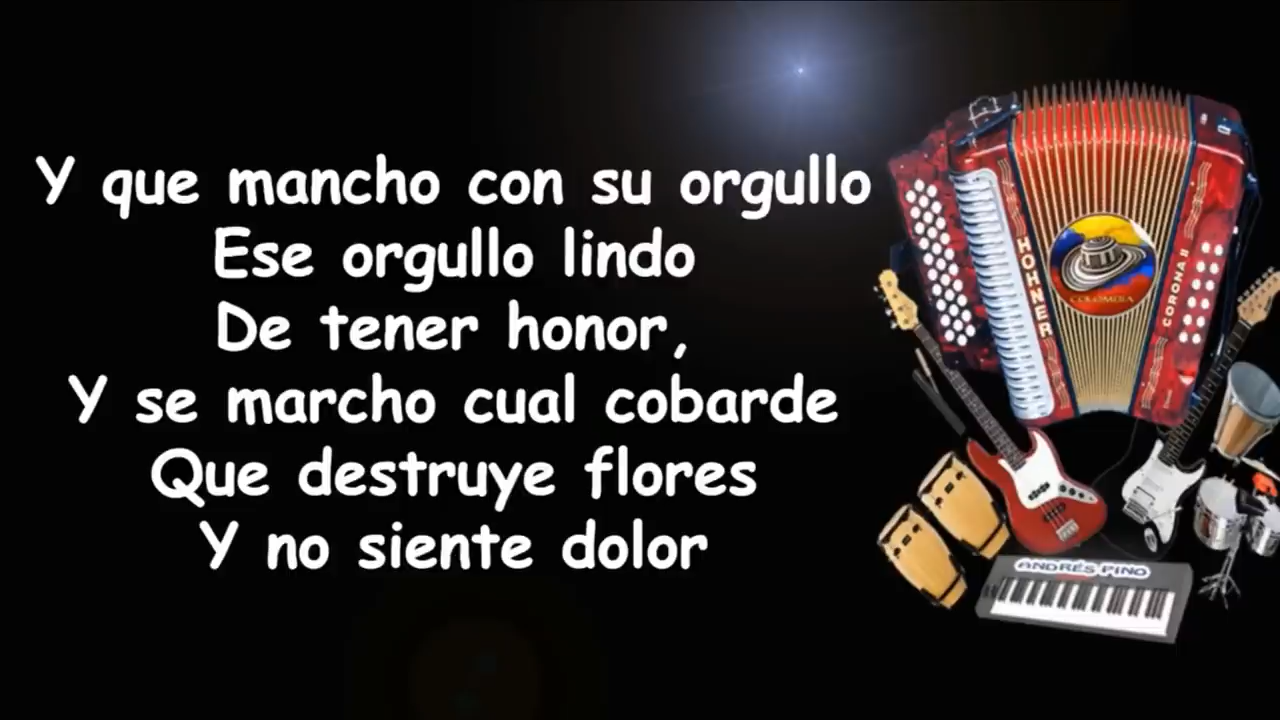 Y que mancho con su orgullo
Ese orgullo lindo
De tener honor,
Y se marcho cual cobarde
Que destruye flores
Y no siente dolor
HOHNER
COLOMBIA
CORONA II
ANDRÉS PINO